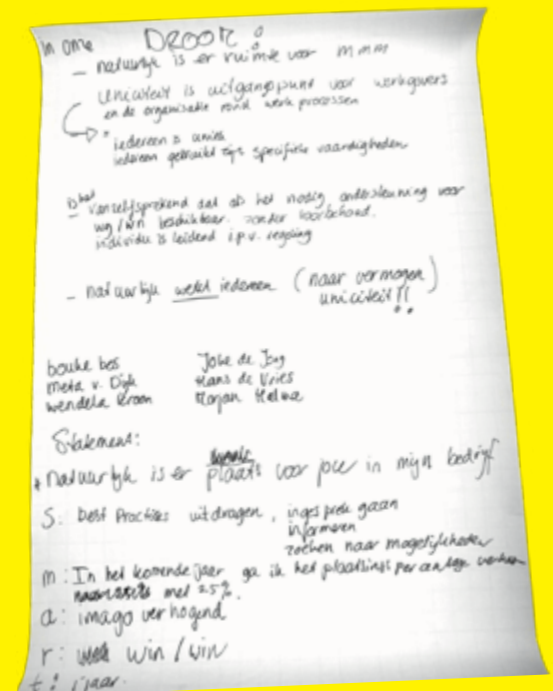 In onze DROOM :
- natuurlijk is er ruimte voor mmm
Uniciteit is uitgangspunt voor werkgevers
en de organisatie rond werk processen
* iedereen is uniek
iedereen gebruikt zijn specifieke vaardigheden
- Vanzelfsprekend dat als het nodig ondersteuning voor
wg/wn beschikbaar. zonder voorbehoud.
individu is leidend i.p.v. regeling
- natuurlijk werkt iedereen (naar vermogen)
uniciteit!!
bouke bos
meta v. Dijk
wendela kroon
Joke de Jong
Hans de Vries
Marjan
Statement:
* natuurlijk is er plaats voor jou in mijn bedrijf
S: best Practises uitdragen, in gesprek gaan
informeren
zoeken naar mogelijkheden
m: In het komende jaar ga ik het plaatsings percentage
met 25%.
a: imago verhogend
r: win/win
t: 1 jaar.